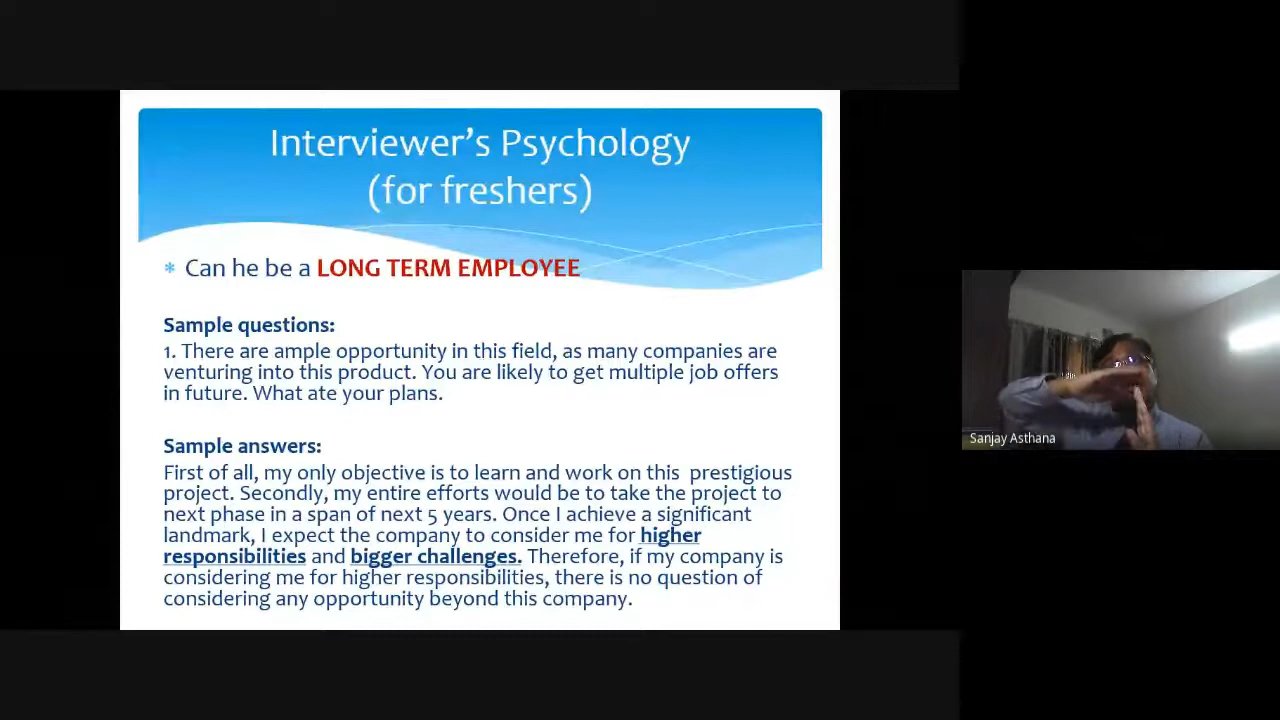 Interviewer's Psychology
(for freshers)
* Can he be a LONG TERM EMPLOYEE
Sample questions:
1. There are ample opportunity in this field, as many companies are
venturing into this product. You are likely to get multiple job offers
in future. What ate your plans.
Sample answers:
First of all, my only objective is to learn and work on this prestigious
project. Secondly, my entire efforts would be to take the project to
next phase in a span of next 5 years. Once I achieve a significant
landmark, I expect the company to consider me for higher
responsibilities and bigger challenges. Therefore, if my company is
considering me for higher responsibilities, there is no question of
considering any opportunity beyond this company.
Sanjay Asthana